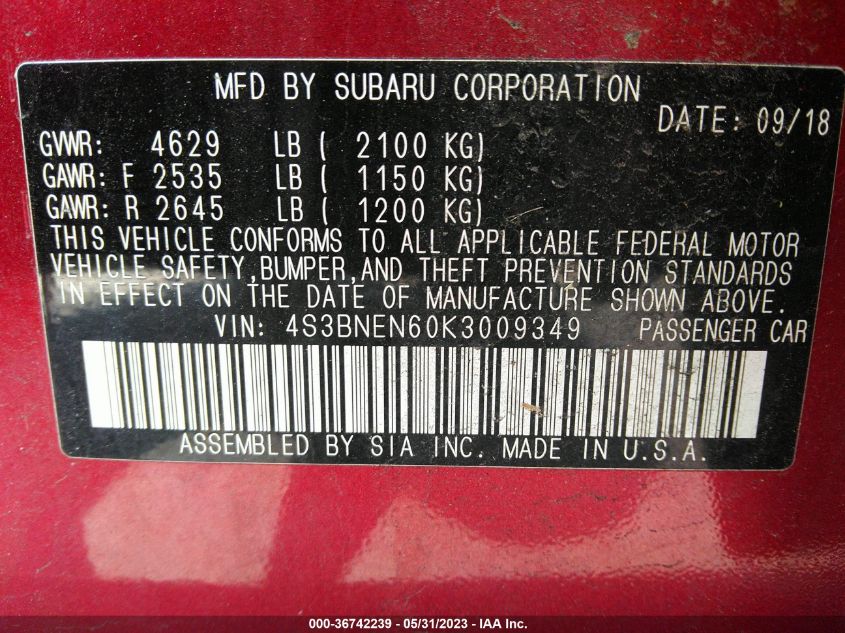 MFD BY SUBARU CORPORATION
DATE: 09/18
GVWR: 4629 LB ( 2100 KG)
GAWR: F 2535 LB ( 1150 KG)
GAWR: R 2645 LB ( 1200 KG)
THIS VEHICLE CONFORMS TO ALL APPLICABLE FEDERAL MOTOR
VEHICLE SAFETY,BUMPER,AND THEFT PREVENTION STANDARDS
IN EFFECT ON THE DATE OF MANUFACTURE SHOWN ABOVE.
VIN: 4S3BNEN60K3009349 PASSENGER CAR
ASSEMBLED BY SIA INC. MADE IN U.S.A.
000-36742239 - 05/31/2023 - IAA Inc.